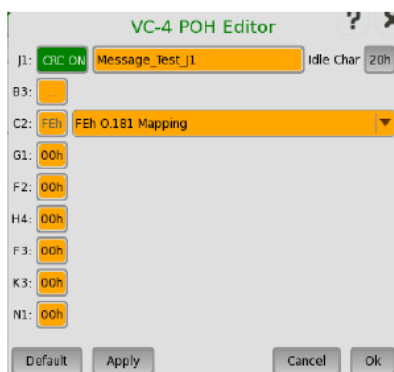 VC-4 POH Editor ? X
J1: CRC ON Message_Test_J1 Idle Char 20h
B3: ...
C2: FEh FEh O.181 Mapping
G1: 00h
F2: 00h
H4: 00h
F3: 00h
K3: 00h
N1: 00h
Default Apply Cancel Ok